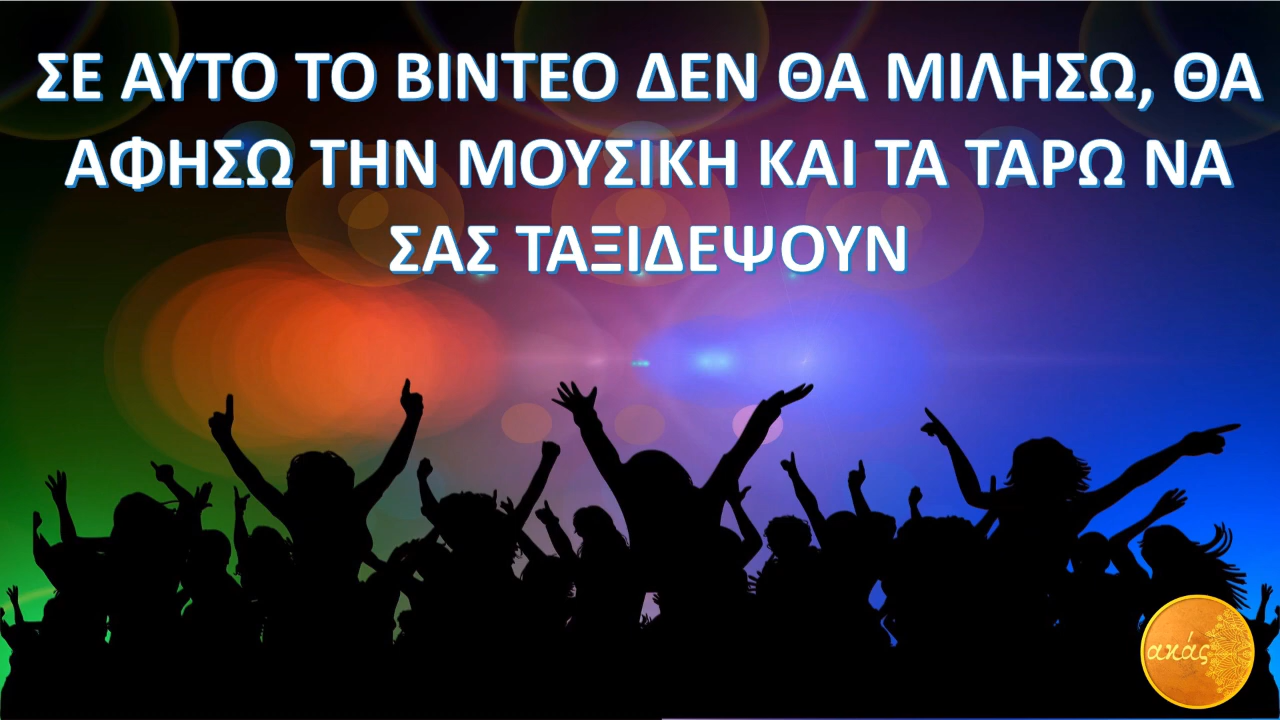 ΣΕ ΑΥΤΟ ΤΟ ΒΙΝΤΕΟ ΔΕΝ ΘΑ ΜΙΛΗΣΩ, ΘΑ
ΑΦΗΣΩ ΤΗΝ ΜΟΥΣΙΚΗ ΚΑΙ ΤΑ ΤΑΡΩ ΝΑ
ΣΑΣ ΤΑΞΙΔΕΨΟΥΝ
ακάς